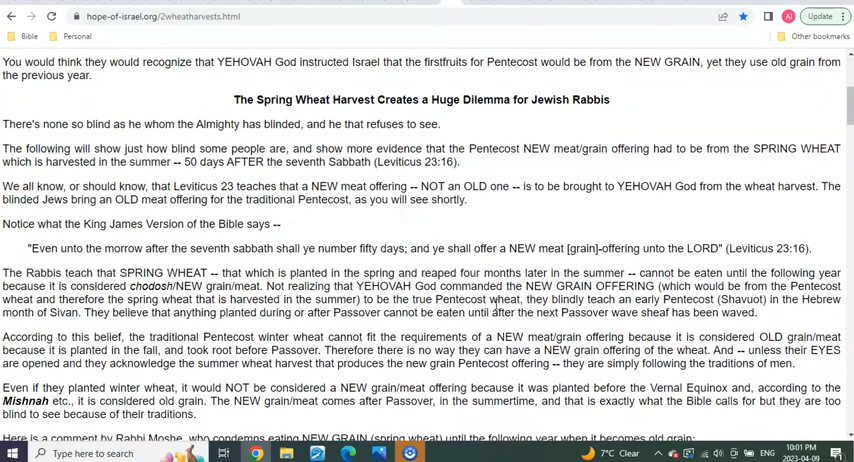 hope-of-israel.org/2wheatharvests.html
AI
Update
Bible
Personal
Other bookmarks
You would think they would recognize that YEHOVAH God instructed Israel that the firstfruits for Pentecost would be from the NEW GRAIN, yet they use old grain from
the previous year.
The Spring Wheat Harvest Creates a Huge Dilemma for Jewish Rabbis
There's none so blind as he whom the Almighty has blinded, and he that refuses to see.
The following will show just how blind some people are, and show more evidence that the Pentecost NEW meat/grain offering had to be from the SPRING WHEAT
which is harvested in the summer -- 50 days AFTER the seventh Sabbath (Leviticus 23:16).
We all know, or should know, that Leviticus 23 teaches that a NEW meat offering -- NOT an OLD one -- is to be brought to YEHOVAH God from the wheat harvest. The
blinded Jews bring an OLD meat offering for the traditional Pentecost, as you will see shortly.
Notice what the King James Version of the Bible says --
"Even unto the morrow after the seventh sabbath shall ye number fifty days; and ye shall offer a NEW meat [grain]-offering unto the LORD" (Leviticus 23:16).
The Rabbis teach that SPRING WHEAT -- that which is planted in the spring and reaped four months later in the summer -- cannot be eaten until the following year
because it is considered chodosh/NEW grain/meat. Not realizing that YEHOVAH God commanded the NEW GRAIN OFFERING (which would be from the Pentecost
wheat and therefore the spring wheat that is harvested in the summer) to be the true Pentecost wheat, they blindly teach an early Pentecost (Shavuot) in the Hebrew
month of Sivan. They believe that anything planted during or after Passover cannot be eaten until after the next Passover wave sheaf has been waved.
According to this belief, the traditional Pentecost winter wheat cannot fit the requirements of a NEW meat/grain offering because it is considered OLD grain/meat
because it is planted in the fall, and took root before Passover. Therefore there is no way they can have a NEW grain offering of the wheat. And -- unless their EYES
are opened and they acknowledge the summer wheat harvest that produces the new grain Pentecost offering -- they are simply following the traditions of men.
Even if they planted winter wheat, it would NOT be considered a NEW grain/meat offering because it was planted before the Vernal Equinox and, according to the
Mishnah etc., it is considered old grain. The NEW grain/meat comes after Passover, in the summertime, and that is exactly what the Bible calls for but they are too
blind to see because of their traditions.
Here is a comment by Rabbi Moshe, who condemns eating NEW GRAIN (spring wheat) until the following year when it becomes old grain:
Type here to search
7°C Clear
ENG
10:01 PM
2023-04-09